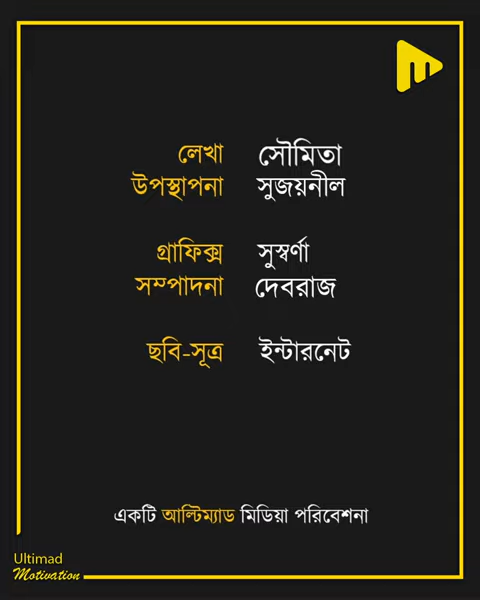 লেখা সৌমিতা
উপস্থাপনা সুজয়নীল
গ্রাফিক্স সুস্বর্ণা
সম্পাদনা দেবরাজ
ছবি-সূত্র ইন্টারনেট
একটি আল্টিম্যাড মিডিয়া পরিবেশনা
Ultimad
Motivation